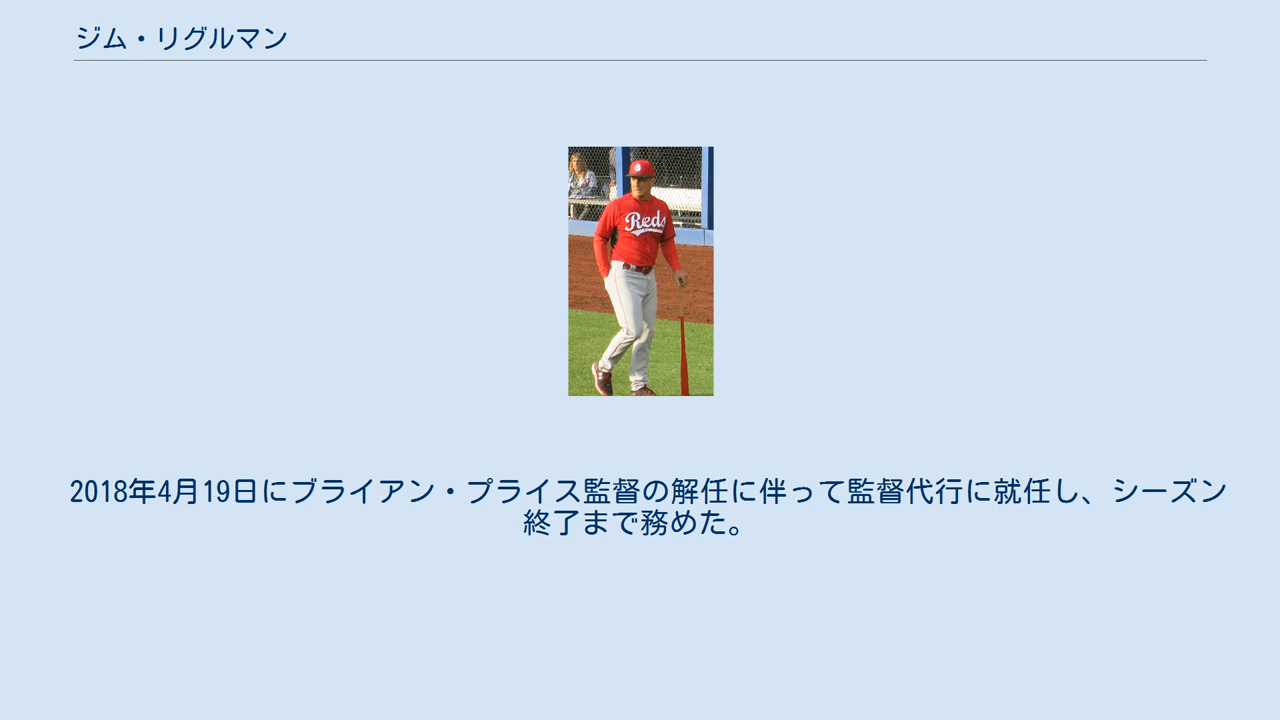 ジム・リグルマン
Reds
2018年4月19日にブライアン・プライス監督の解任に伴って監督代行に就任し、シーズン
終了まで務めた。